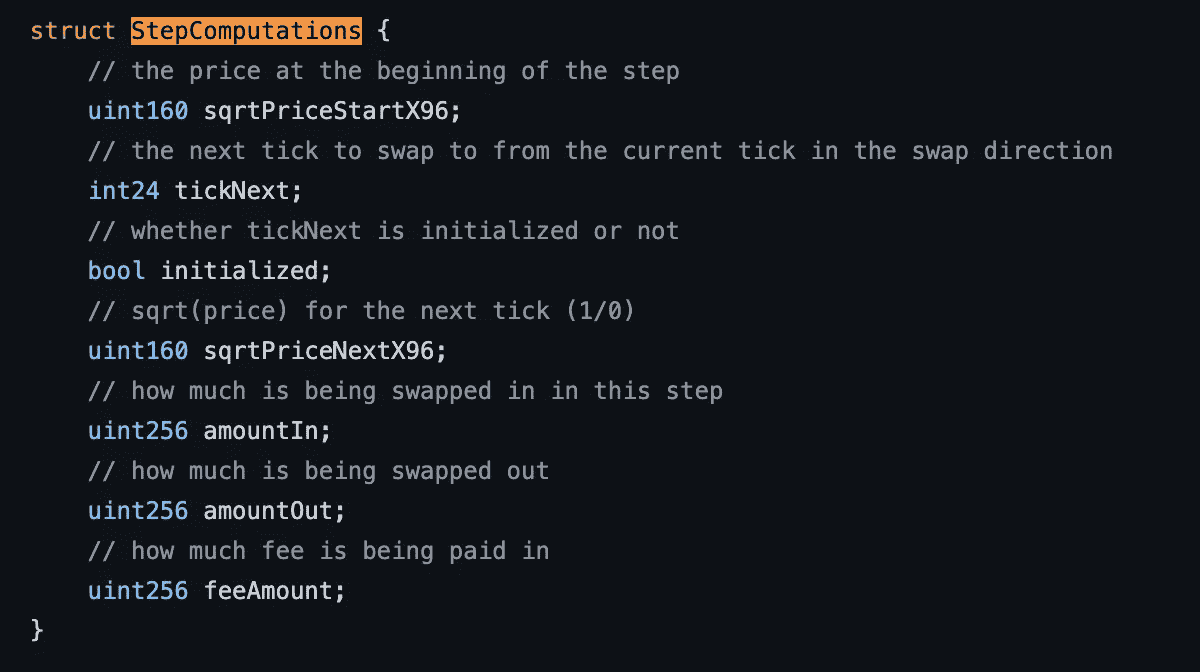 struct StepComputations {
    // the price at the beginning of the step
    uint160 sqrtPriceStartX96;
    // the next tick to swap to from the current tick in the swap direction
    int24 tickNext;
    // whether tickNext is initialized or not
    bool initialized;
    // sqrt(price) for the next tick (1/0)
    uint160 sqrtPriceNextX96;
    // how much is being swapped in in this step
    uint256 amountIn;
    // how much is being swapped out
    uint256 amountOut;
    // how much fee is being paid in
    uint256 feeAmount;
}